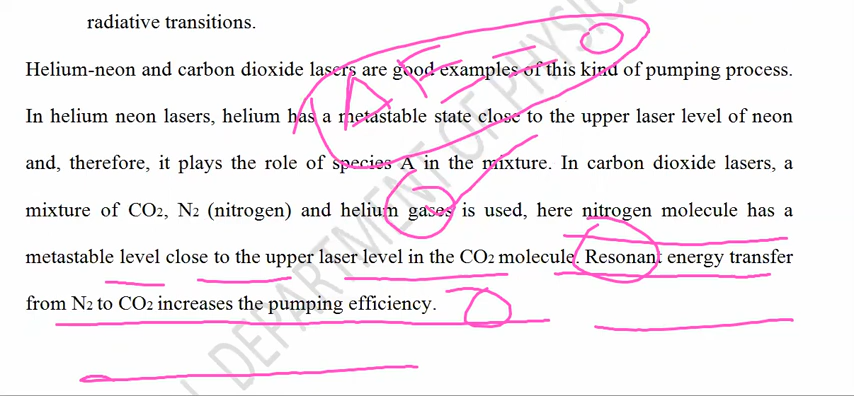 radiative transitions.
Helium-neon and carbon dioxide lasers are good examples of this kind of pumping process.
In helium neon lasers, helium has a metastable state close to the upper laser level of neon
and, therefore, it plays the role of species A in the mixture. In carbon dioxide lasers, a
mixture of CO₂, N₂ (nitrogen) and helium gases is used, here nitrogen molecule has a
metastable level close to the upper laser level in the CO₂ molecule. Resonant energy transfer
from N₂ to CO₂ increases the pumping efficiency.
DEPARTMENT OF PHYSICS